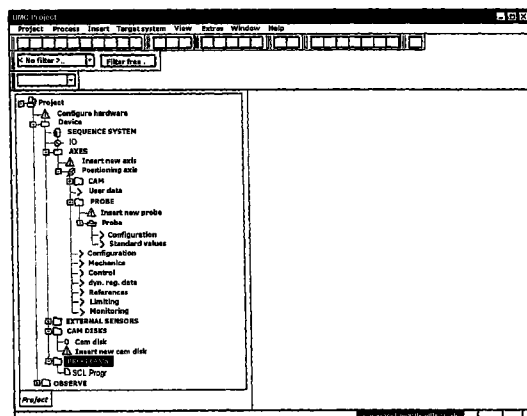 UMC Project
Project Process Insert Target system View Extras Window Help
< No filter >.. Filter free .
Project
Configure hardware
Device
SEQUENCE SYSTEM
IO
AXES
Insert new axis
Positioning axis
CAM
User data
PROBE
Insert new probe
Probe
Configuration
Standard values
Configuration
Mechanics
Control
dyn. reg. data
References
Limiting
Monitoring
EXTERNAL SENSORS
CAM DISKS
Cam disk
Insert new cam disk
SCL Progr
OBSERVE
Project